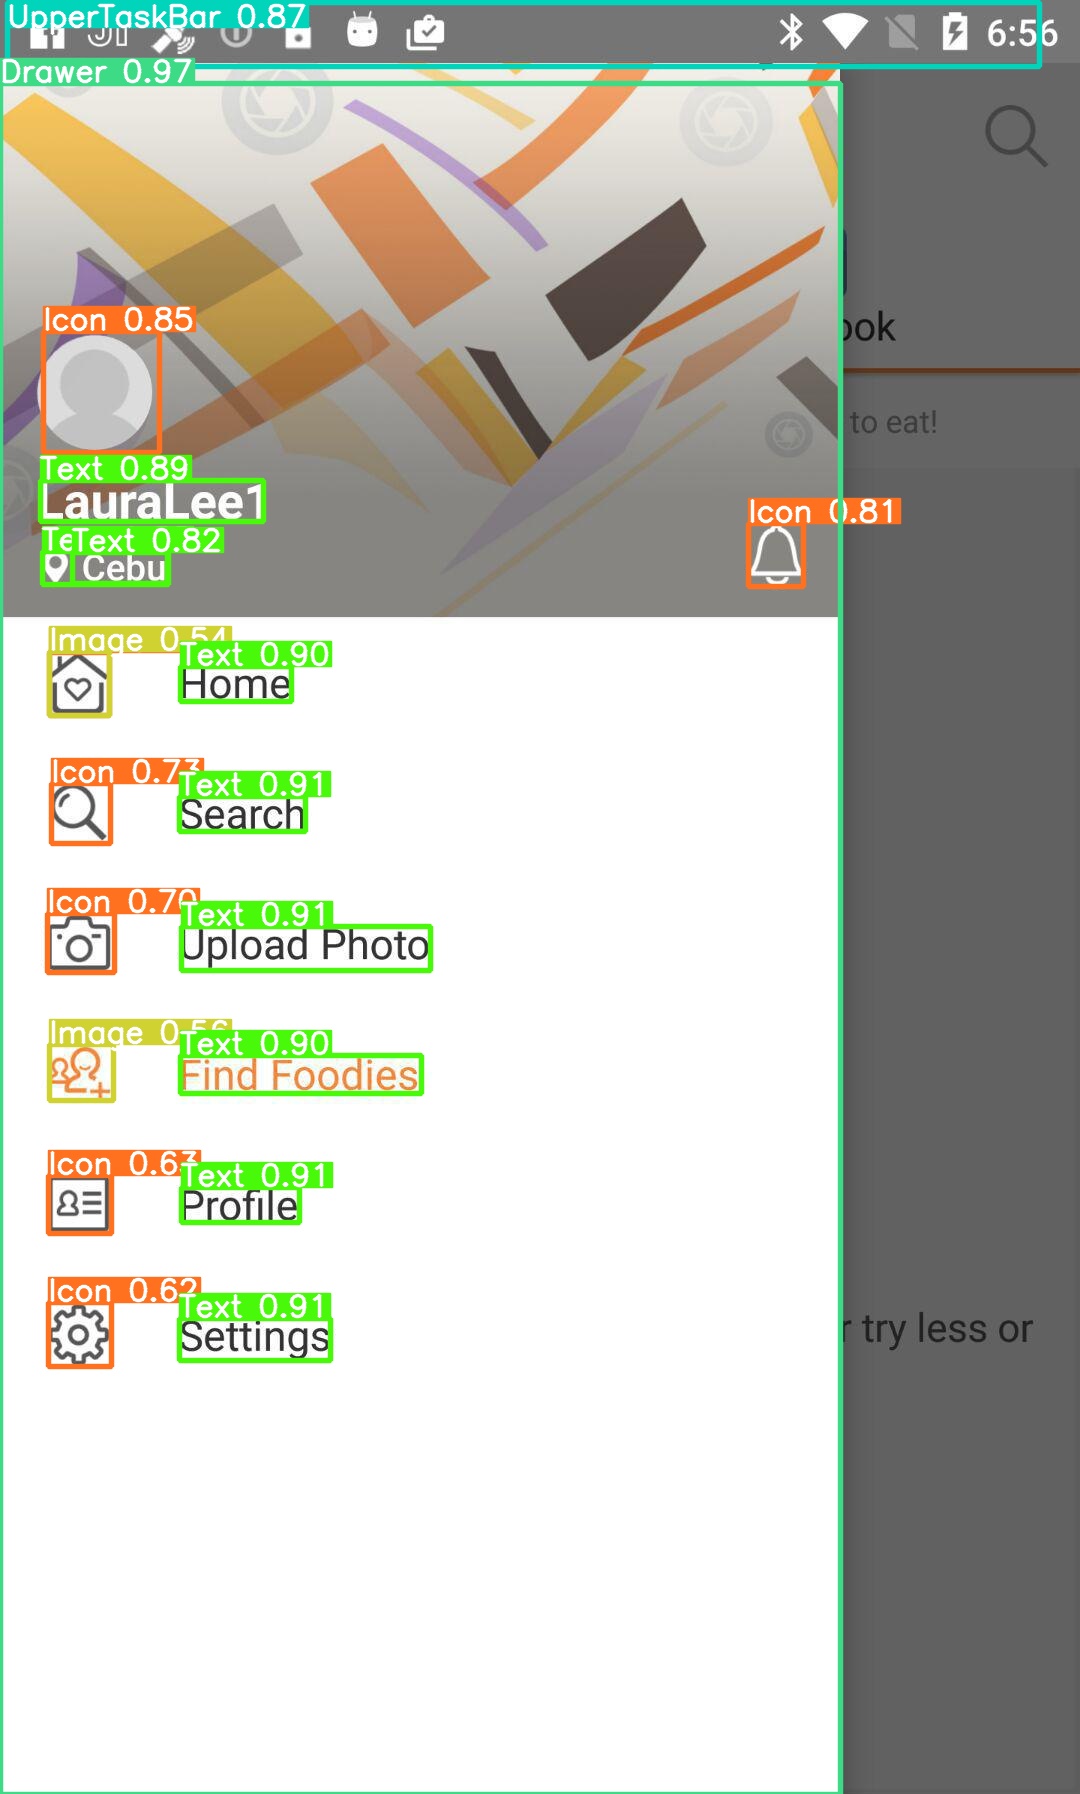 UpperTaskBar 0.87
6:56
Drawer 0.97
Icon 0.85
ook
to eat!
Text 0.89
LauraLee1
Icon 0.81
Text 0.82
Cebu
Image 0.54
Text 0.90
Home
Icon 0.73
Text 0.91
Search
Icon 0.70
Text 0.91
Upload Photo
Image 0.56
Text 0.90
Find Foodies
Icon 0.63
Text 0.91
Profile
Icon 0.62
Text 0.91
Settings
r try less or